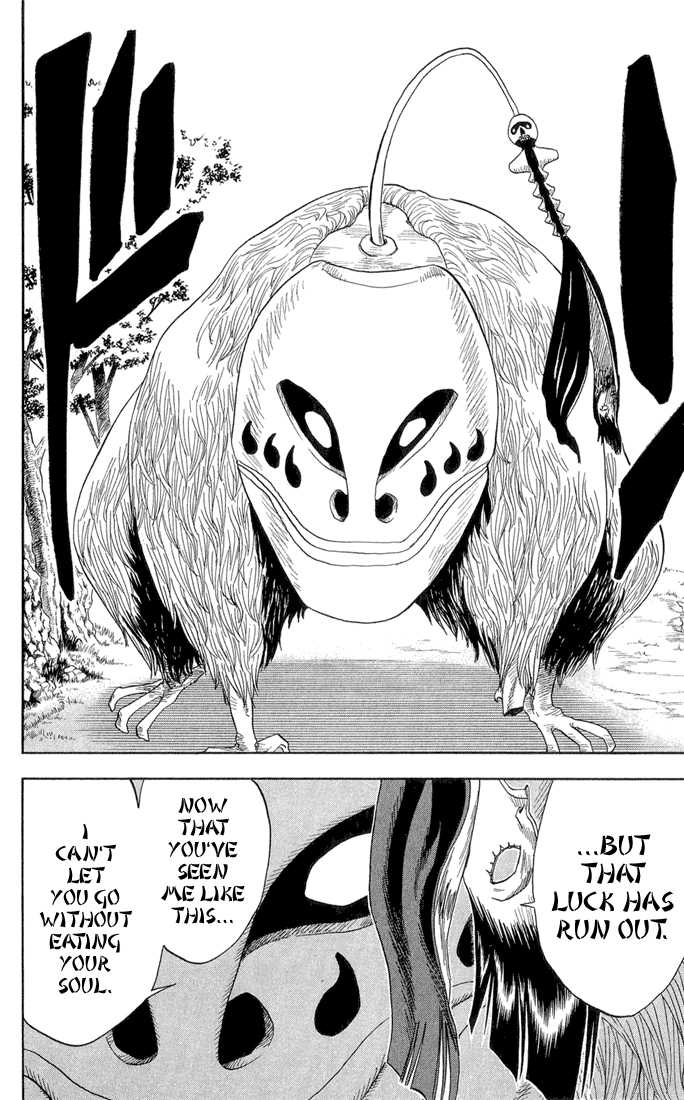 ...BUT
THAT
LUCK HAS
RUN OUT.
NOW
THAT
YOU'VE
SEEN
ME LIKE
THIS...
I
CAN'T
LET
YOU GO
WITHOUT
EATING
YOUR
SOUL.